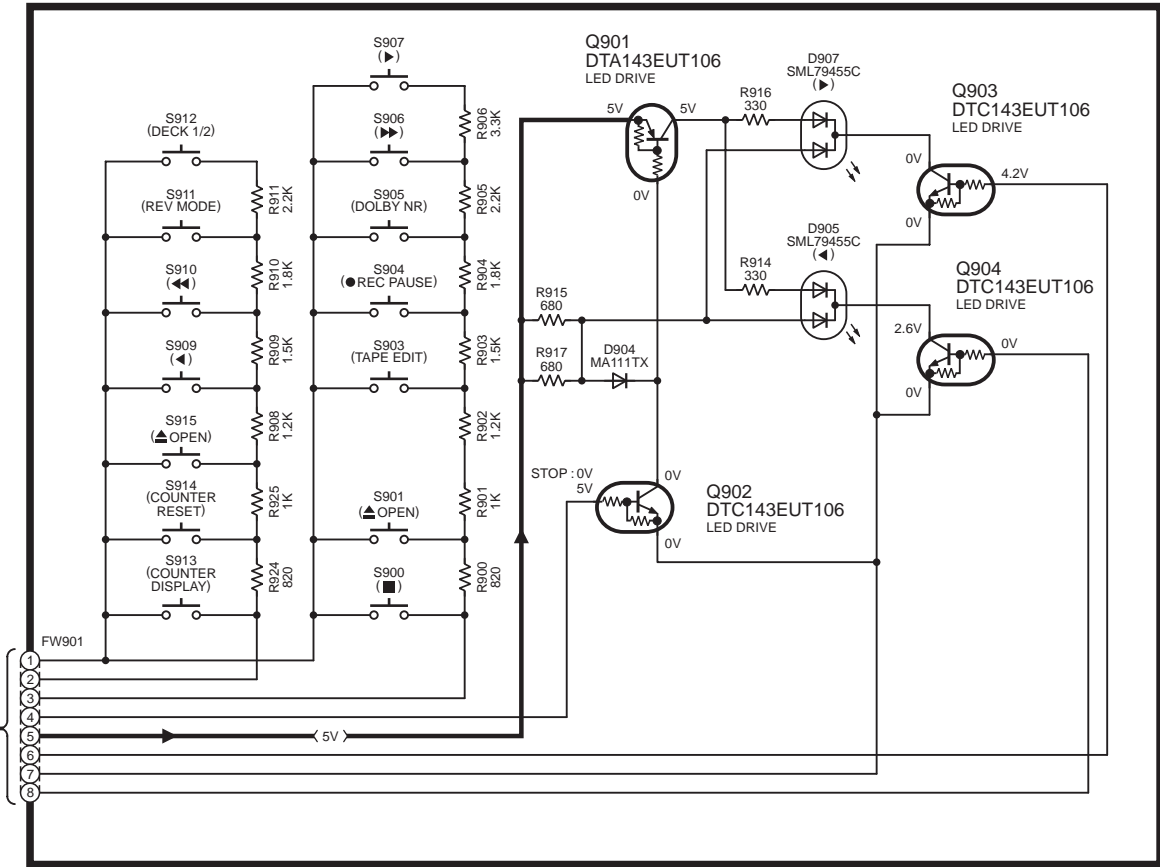 S912
(DECK 1/2)
S911
(REV MODE)
S910
(◀◀)
S909
(◀)
S915
(⏏OPEN)
S914
(COUNTER
RESET)
S913
(COUNTER
DISPLAY)
R911
2.2K
R910
1.8K
R909
1.5K
R908
1.2K
R925
1K
R924
820
S907
(▶)
S906
(▶▶)
S905
(DOLBY NR)
S904
(●REC PAUSE)
S903
(TAPE EDIT)
S901
(⏏OPEN)
S900
(■)
R906
3.3K
R905
2.2K
R904
1.8K
R903
1.5K
R902
1.2K
R901
1K
R900
820
Q901
DTA143EUT106
LED DRIVE
5V
5V
0V
R916
330
D907
SML79455C
(▶)
Q903
DTC143EUT106
LED DRIVE
0V
4.2V
0V
R914
330
D905
SML79455C
(◀)
Q904
DTC143EUT106
LED DRIVE
2.6V
0V
0V
R915
680
R917
680
D904
MA111TX
STOP : 0V
5V
0V
0V
Q902
DTC143EUT106
LED DRIVE
FW901
1
2
3
4
5
6
7
8
5V